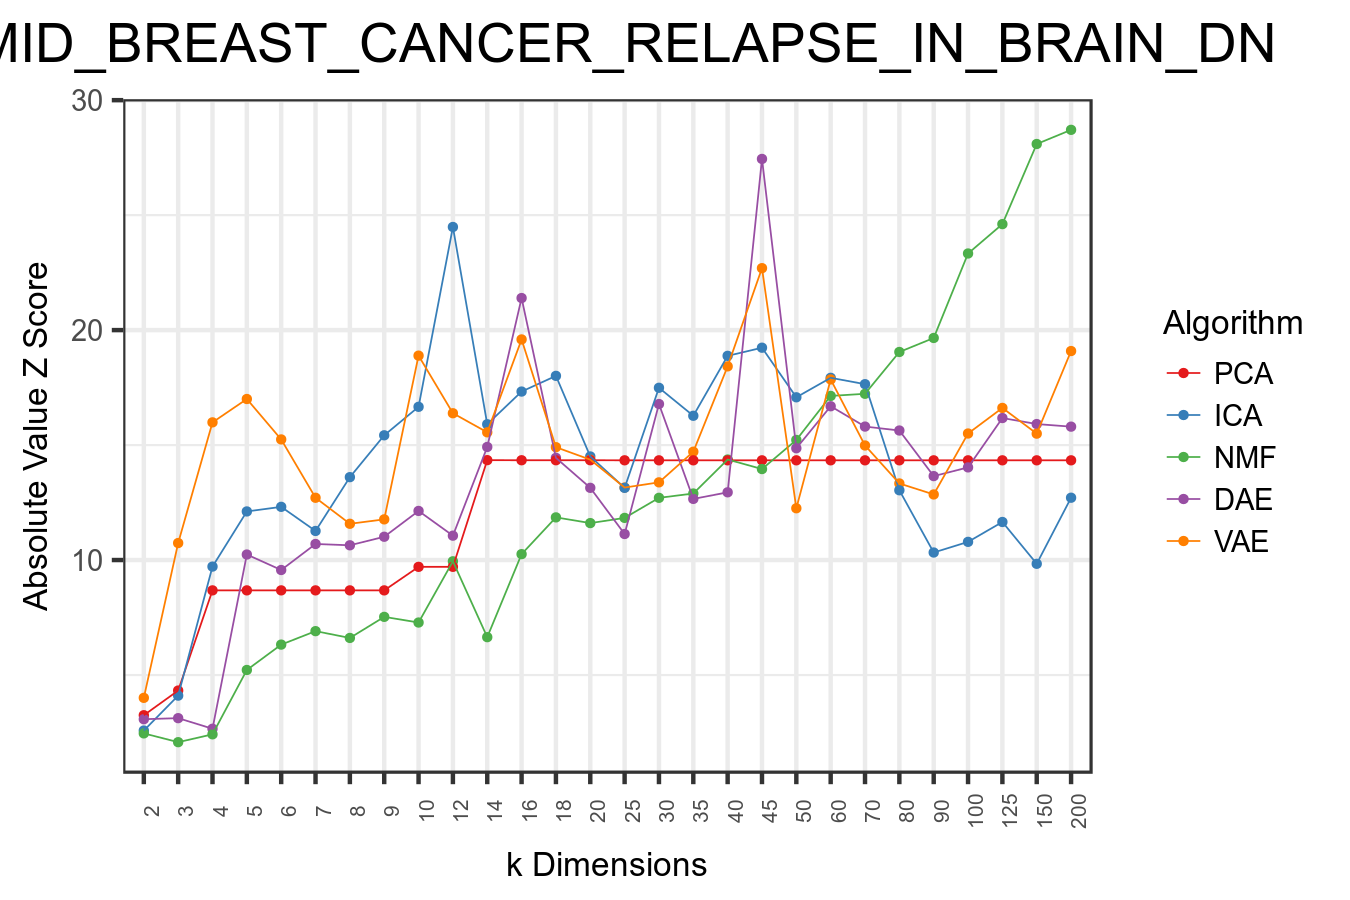 MID_BREAST_CANCER_RELAPSE_IN_BRAIN_DN
30
20
10
Absolute Value Z Score
2 3 4 5 6 7 8 9 10 12 14 16 18 20 25 30 35 40 45 50 60 70 80 90 100 125 150 200
k Dimensions
Algorithm
PCA
ICA
NMF
DAE
VAE